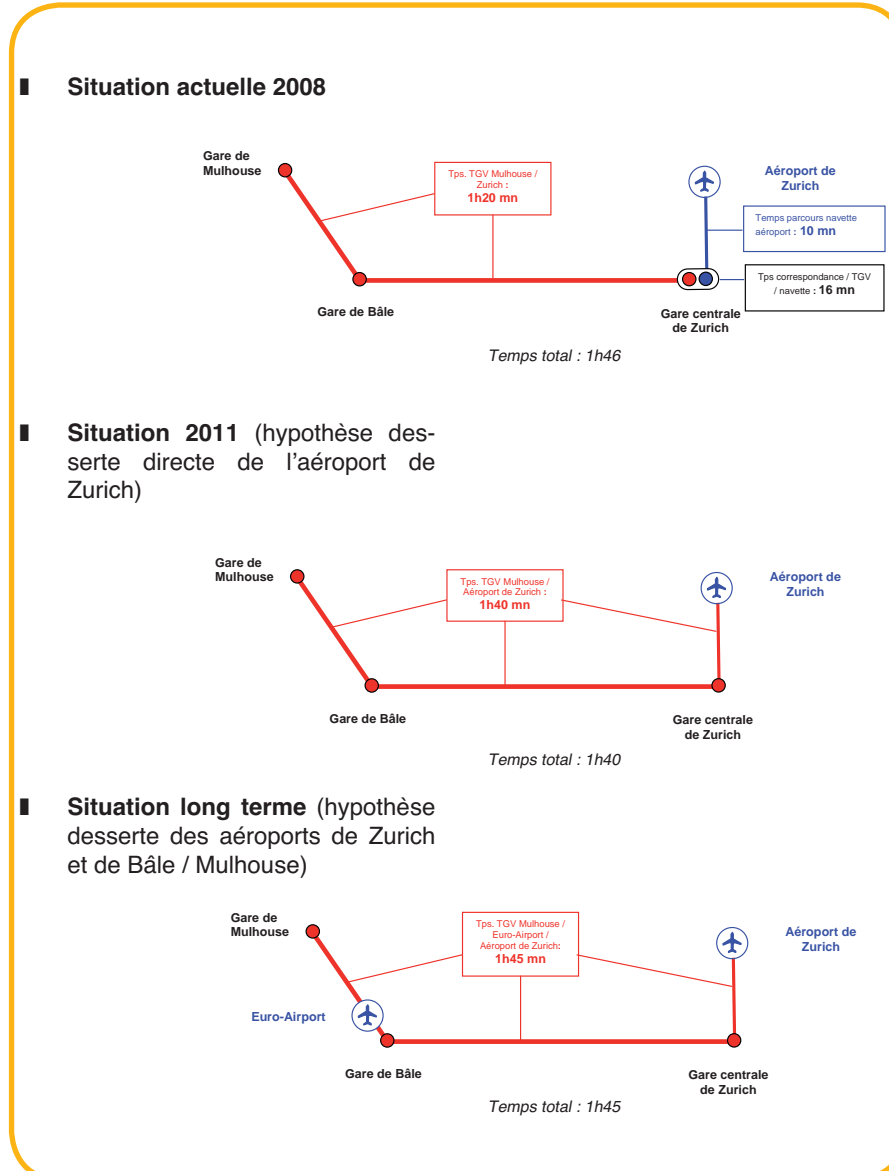 Situation actuelle 2008
Gare de
Mulhouse
Tps. TGV Mulhouse /
Zurich :
1h20 mn
Aéroport de
Zurich
Temps parcours navette
aéroport : 10 mn
Tps correspondance / TGV
/ navette : 16 mn
Gare de Bâle
Gare centrale
de Zurich
Temps total : 1h46
Situation 2011 (hypothèse des-
serte directe de l'aéroport de
Zurich)
Gare de
Mulhouse
Tps. TGV Mulhouse /
Aéroport de Zurich :
1h40 mn
Aéroport de
Zurich
Gare de Bâle
Gare centrale
de Zurich
Temps total : 1h40
Situation long terme (hypothèse
desserte des aéroports de Zurich
et de Bâle / Mulhouse)
Gare de
Mulhouse
Tps. TGV Mulhouse /
Euro-Airport /
Aéroport de Zurich:
1h45 mn
Aéroport de
Zurich
Euro-Airport
Gare de Bâle
Gare centrale
de Zurich
Temps total : 1h45